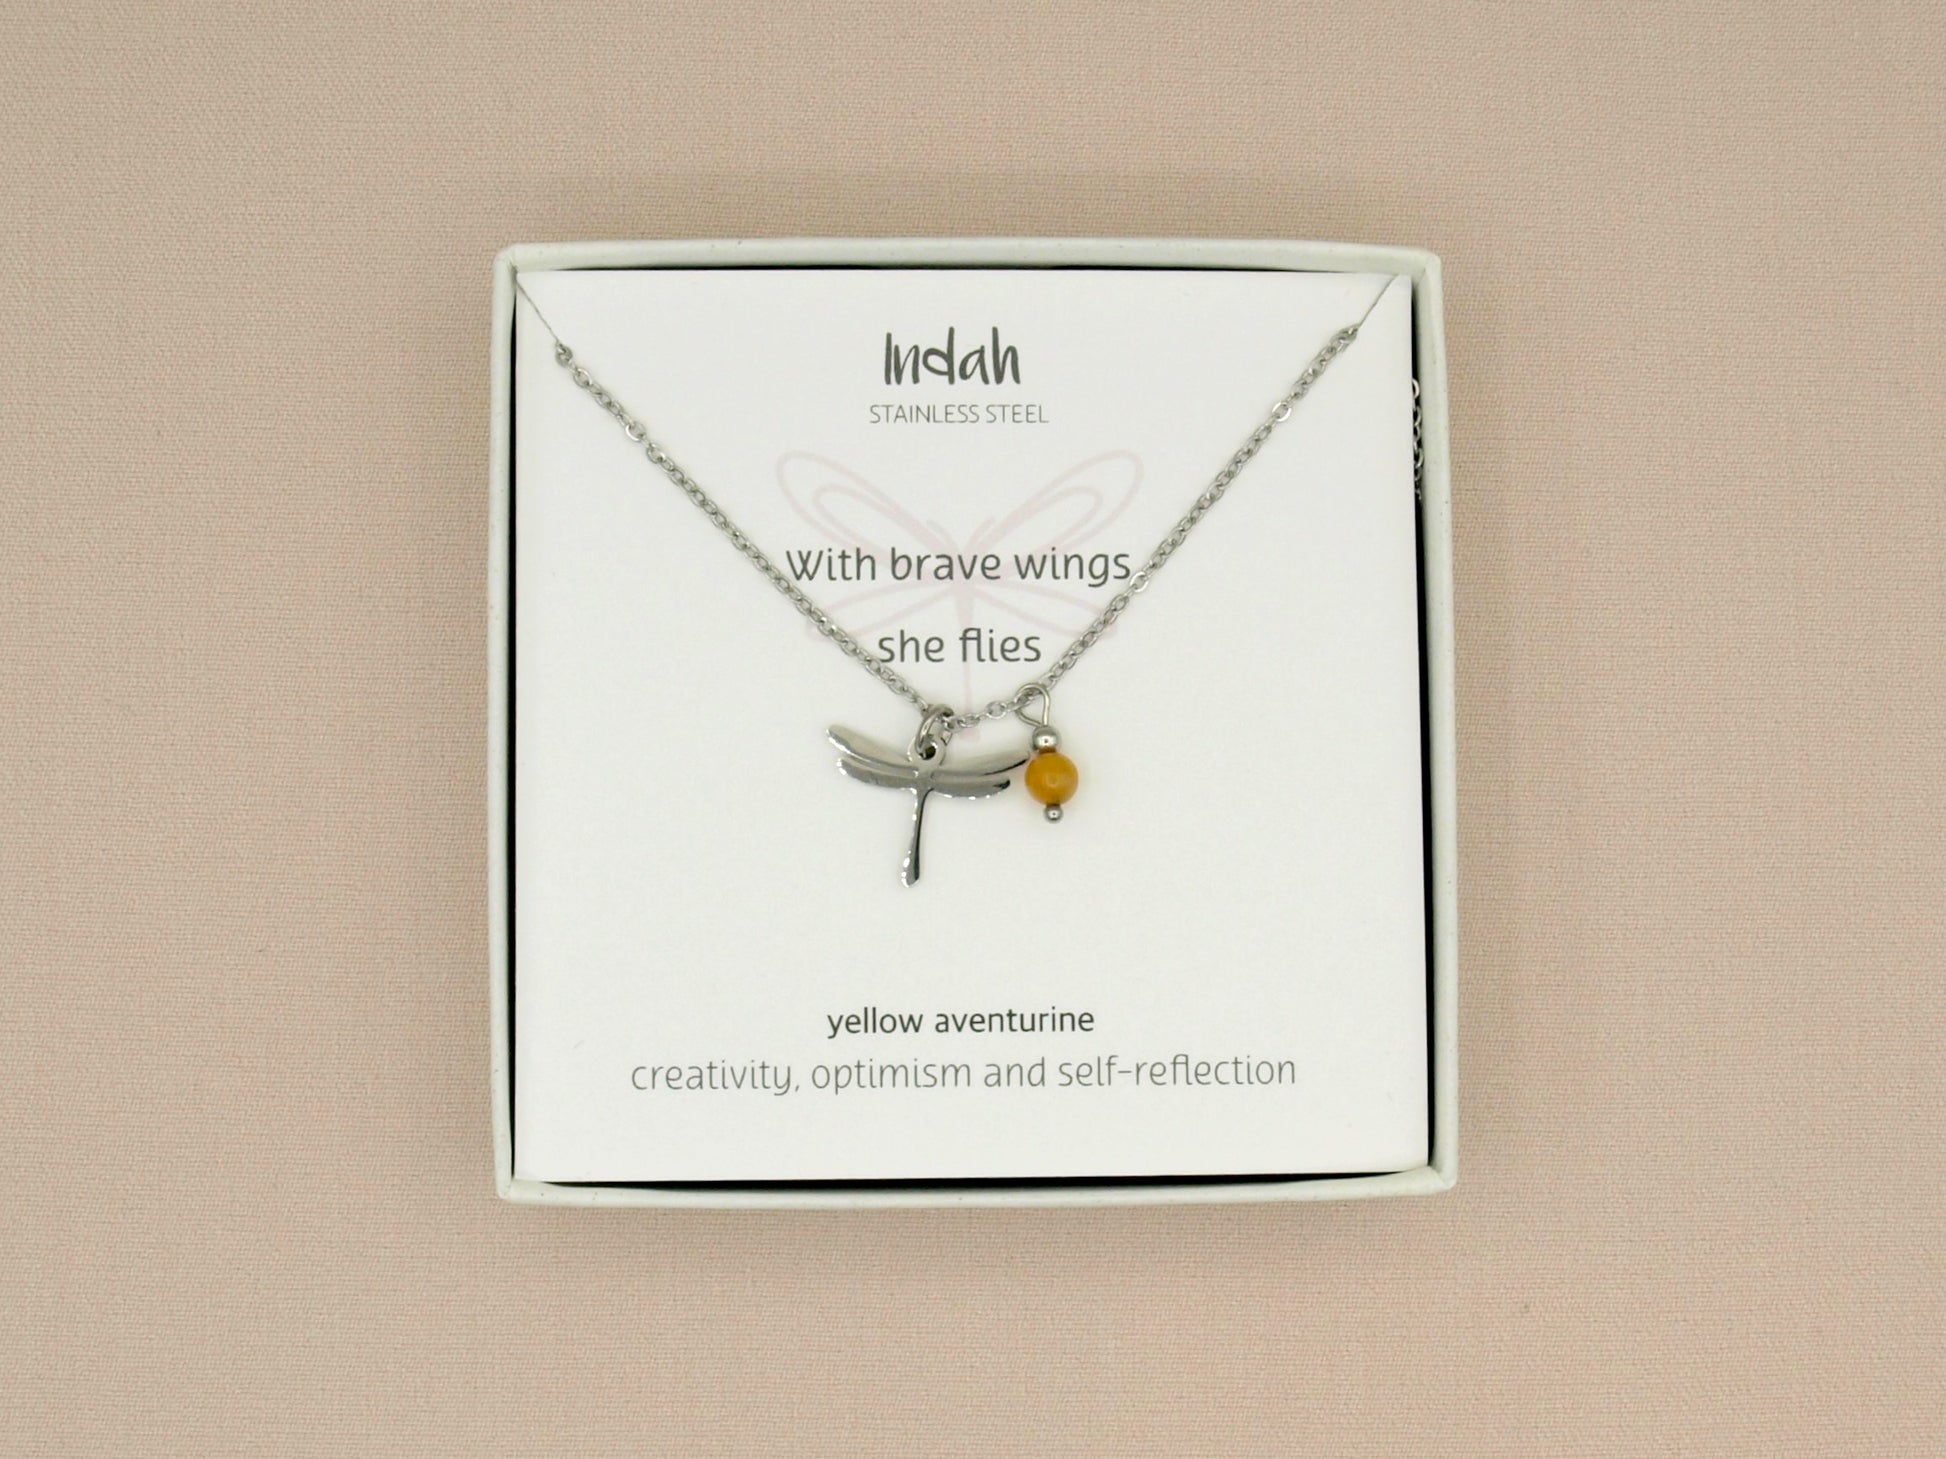 Indah
STAINLESS STEEL
With brave wings
she flies
yellow aventurine
creativity, optimism and self-reflection